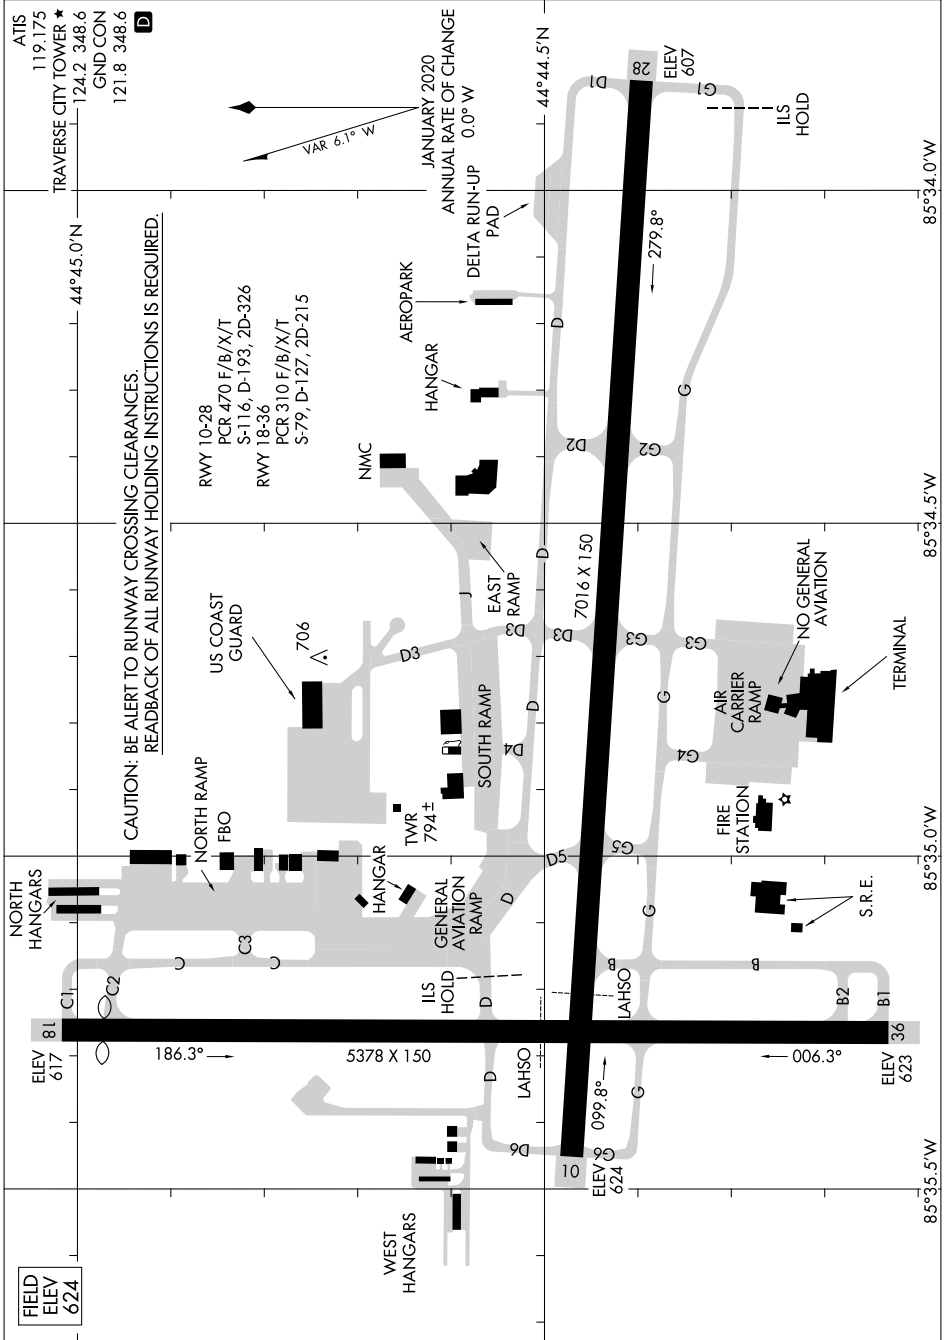 ATIS
119.175
TRAVERSE CITY TOWER ★
124.2 348.6
GND CON
121.8 348.6
D
VAR 6.1° W
JANUARY 2020
ANNUAL RATE OF CHANGE
0.0° W
44°45.0'N
44°44.5'N
CAUTION: BE ALERT TO RUNWAY CROSSING CLEARANCES.
READBACK OF ALL RUNWAY HOLDING INSTRUCTIONS IS REQUIRED.
RWY 10-28
PCR 470 F/B/X/T
S-116, D-193, 2D-326
RWY 18-36
PCR 310 F/B/X/T
S-79, D-127, 2D-215
FIELD
ELEV
624
NORTH
HANGARS
NORTH RAMP
FBO
US COAST
GUARD
706
TWR
794±
HANGAR
GENERAL
AVIATION
RAMP
SOUTH RAMP
EAST
RAMP
NMC
HANGAR
AEROPARK
DELTA RUN-UP
PAD
WEST
HANGARS
ILS
HOLD
LAHSO
LAHSO
ILS
HOLD
ELEV
617
18
186.3°
5378 X 150
006.3°
36
ELEV
623
10
ELEV
624
099.8°
7016 X 150
279.8°
28
ELEV
607
C1
C2
C
C3
C
D
D
D
D
D
D
D1
D2
D3
D3
D3
D4
D5
D6
J
G
G
G
G
G1
G2
G3
G3
G4
G5
G6
B
B
B2
B1
FIRE
STATION
AIR
CARRIER
RAMP
NO GENERAL
AVIATION
TERMINAL
S.R.E.
85°34.0'W
85°34.5'W
85°35.0'W
85°35.5'W